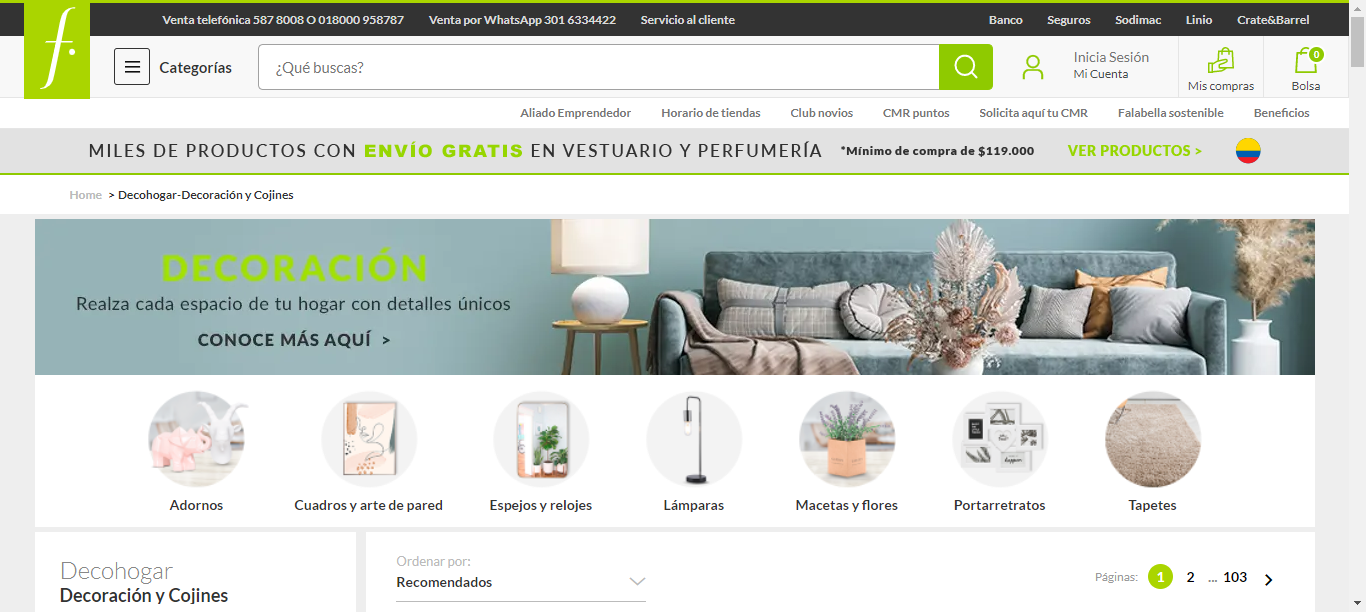 Venta telefónica 587 8008 O 018000 958787 Venta por WhatsApp 301 6334422 Servicio al cliente Banco Seguros Sodimac Linio Crate&Barrel
f.
Categorías ¿Qué buscas? Inicia Sesión
Mi Cuenta
Mis compras
0
Bolsa
Aliado Emprendedor Horario de tiendas Club novios CMR puntos Solicita aquí tu CMR Falabella sostenible Beneficios
MILES DE PRODUCTOS CON ENVÍO GRATIS EN VESTUARIO Y PERFUMERÍA *Mínimo de compra de $119.000 VER PRODUCTOS >
Home > Decohogar-Decoración y Cojines
DECORACIÓN
Realza cada espacio de tu hogar con detalles únicos
CONOCE MÁS AQUÍ >
Adornos Cuadros y arte de pared Espejos y relojes Lámparas Macetas y flores Portarretratos Tapetes
Decohogar
Decoración y Cojines
Ordenar por:
Recomendados
Páginas: 1 2 ... 103 >